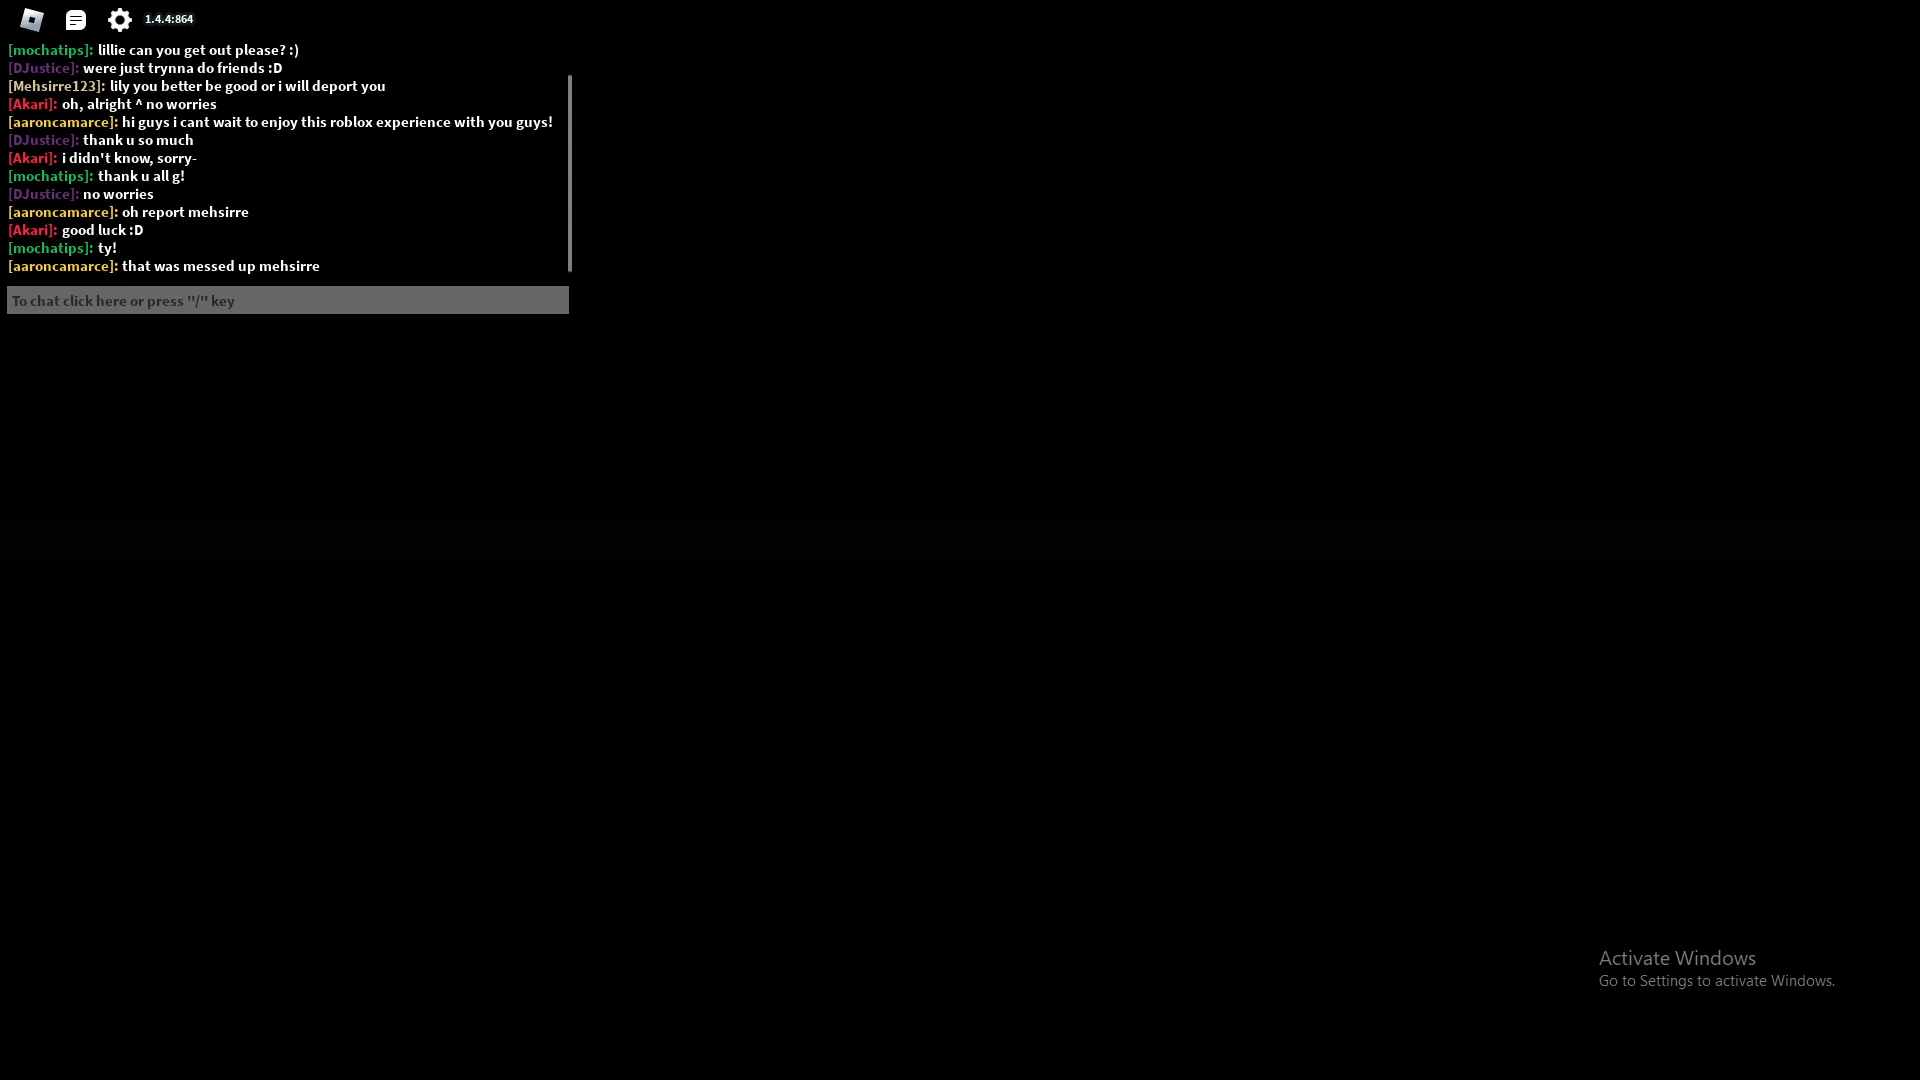 1.4.4:864
[mochatips]: lillie can you get out please? :)
[DJustice]: were just trynna do friends :D
[Mehsirre123]: lily you better be good or i will deport you
[Akari]: oh, alright ^ no worries
[aaroncamarce]: hi guys i cant wait to enjoy this roblox experience with you guys!
[DJustice]: thank u so much
[Akari]: i didn't know, sorry-
[mochatips]: thank u all g!
[DJustice]: no worries
[aaroncamarce]: oh report mehsirre
[Akari]: good luck :D
[mochatips]: ty!
[aaroncamarce]: that was messed up mehsirre
To chat click here or press "/" key
Activate Windows
Go to Settings to activate Windows.